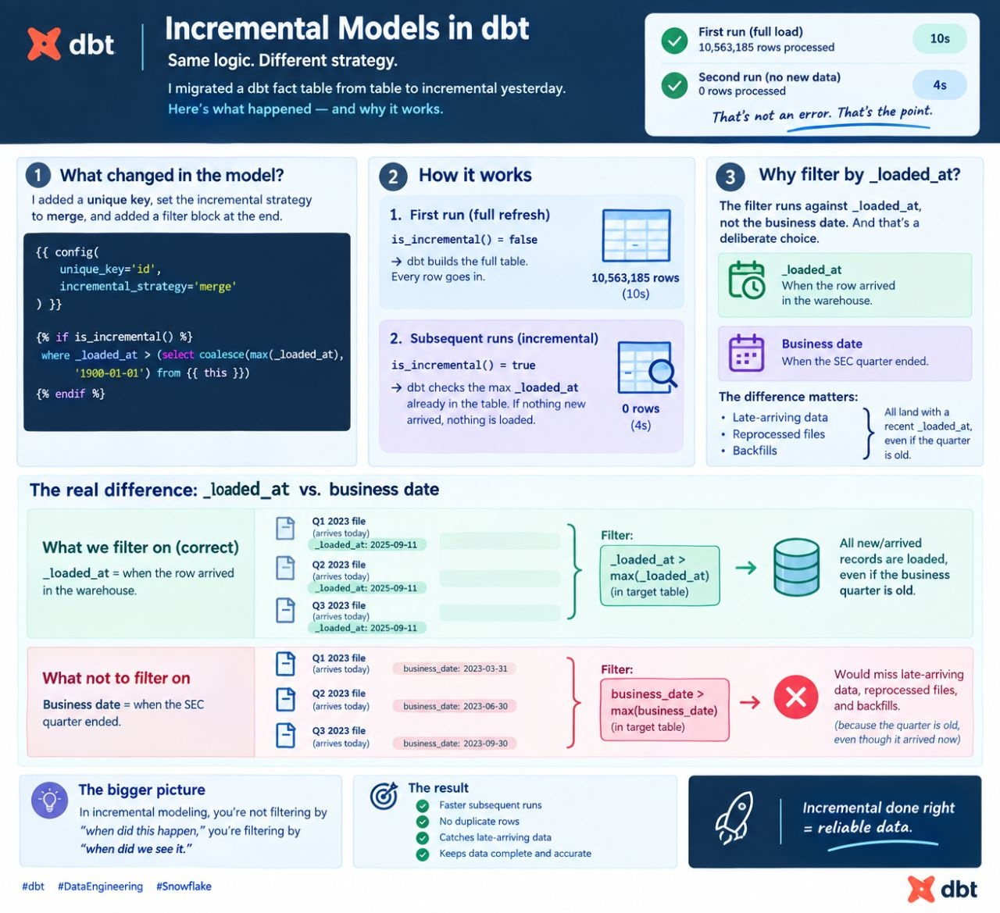 dbt
Incremental Models in dbt
Same logic. Different strategy.
I migrated a dbt fact table from table to incremental yesterday.
Here's what happened — and why it works.
First run (full load)
10,563,185 rows processed
10s
Second run (no new data)
0 rows processed
4s
That's not an error. That's the point.
1 What changed in the model?
I added a unique key, set the incremental strategy
to merge, and added a filter block at the end.
{{ config(
unique_key='id',
incremental_strategy='merge'
) }}
{% if is_incremental() %}
where _loaded_at > (select coalesce(max(_loaded_at),
'1900-01-01') from {{ this }})
{% endif %}
2 How it works
1. First run (full refresh)
is_incremental() = false
→ dbt builds the full table.
Every row goes in.
10,563,185 rows
(10s)
2. Subsequent runs (incremental)
is_incremental() = true
→ dbt checks the max _loaded_at
already in the table. If nothing new
arrived, nothing is loaded.
0 rows
(4s)
3 Why filter by _loaded_at?
The filter runs against _loaded_at,
not the business date. And that's a
deliberate choice.
_loaded_at
When the row arrived
in the warehouse.
Business date
When the SEC quarter ended.
The difference matters:
• Late-arriving data
• Reprocessed files
• Backfills
All land with a
recent _loaded_at,
even if the quarter
is old.
The real difference: _loaded_at vs. business date
What we filter on (correct)
_loaded_at = when the row arrived
in the warehouse.
Q1 2023 file
(arrives today)
_loaded_at: 2025-09-11
Q2 2023 file
(arrives today)
_loaded_at: 2025-09-11
Q3 2023 file
(arrives today)
_loaded_at: 2025-09-11
Filter:
_loaded_at >
max(_loaded_at)
(in target table)
All new/arrived
records are loaded,
even if the business
quarter is old.
What not to filter on
Business date = when the SEC
quarter ended.
Q1 2023 file
(arrives today)
business_date: 2023-03-31
Q2 2023 file
(arrives today)
business_date: 2023-06-30
Q3 2023 file
(arrives today)
business_date: 2023-09-30
Filter:
business_date >
max(business_date)
(in target table)
Would miss late-arriving
data, reprocessed files,
and backfills.
(because the quarter is old,
even though it arrived now)
The bigger picture
In incremental modeling, you're not filtering by
"when did this happen," you're filtering by
"when did we see it."
The result
Faster subsequent runs
No duplicate rows
Catches late-arriving data
Keeps data complete and accurate
Incremental done right
= reliable data.
#dbt #DataEngineering #Snowflake
dbt